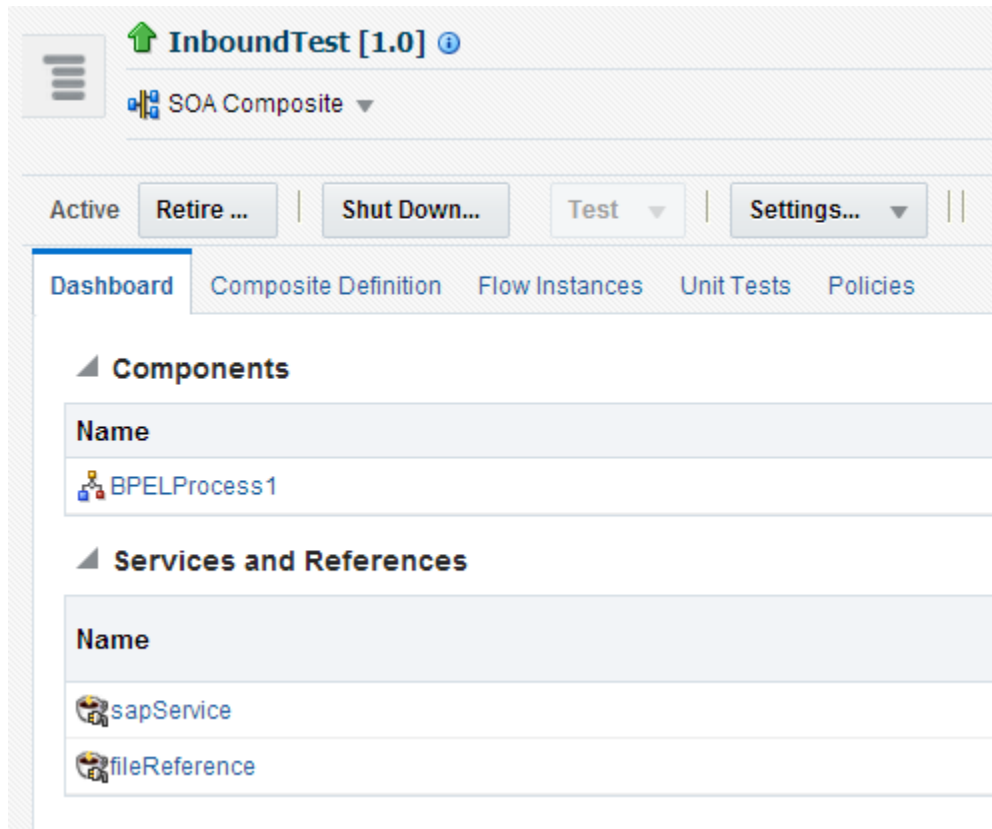 InboundTest [1.0]
SOA Composite
Active Retire ... Shut Down... Test Settings...
Dashboard Composite Definition Flow Instances Unit Tests Policies
Components
Name
BPELProcess1
Services and References
Name
sapService
fileReference